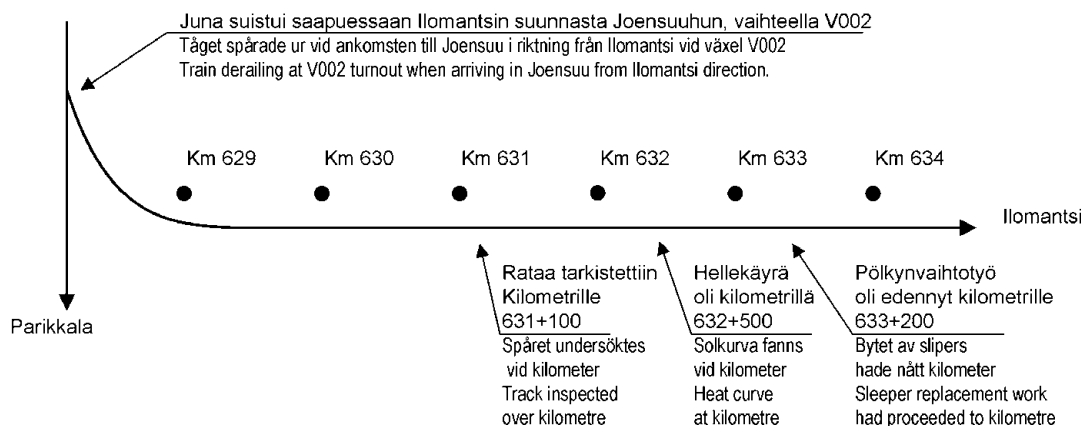 Juna suistui saapuessaan Ilomantsin suunnasta Joensuuhun, vaihteella V002
Tåget spårade ur vid ankomsten till Joensuu i riktning från Ilomantsi vid växel V002
Train derailing at V002 turnout when arriving in Joensuu from Ilomantsi direction.
Km 629
Km 630
Km 631
Km 632
Km 633
Km 634
Ilomantsi
Parikkala
Rataa tarkistettiin
Kilometrille
631+100
Spåret undersöktes
vid kilometer
Track inspected
over kilometre
Hellekäyrä
oli kilometrillä
632+500
Solkurva fanns
vid kilometer
Heat curve
at kilometre
Pölkynvaihtotyö
oli edennyt kilometrille
633+200
Bytet av slipers
hade nått kilometer
Sleeper replacement work
had proceeded to kilometre